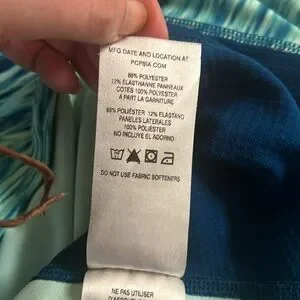 MFG DATE AND LOCATION AT
PCPSIA.COM
88% POLYESTER
12% ELASTHANNE PANNEAUX
COTES 100% POLYESTER
A PART LA GARNITURE
88% POLIÉSTER 12% ELASTANO
PANELES LATERALES
100% POLIÉSTER
NO INCLUYE EL ADORNO
DO NOT USE FABRIC SOFTENERS
NE PAS UTILISER
D'ASSOUPLISSANT